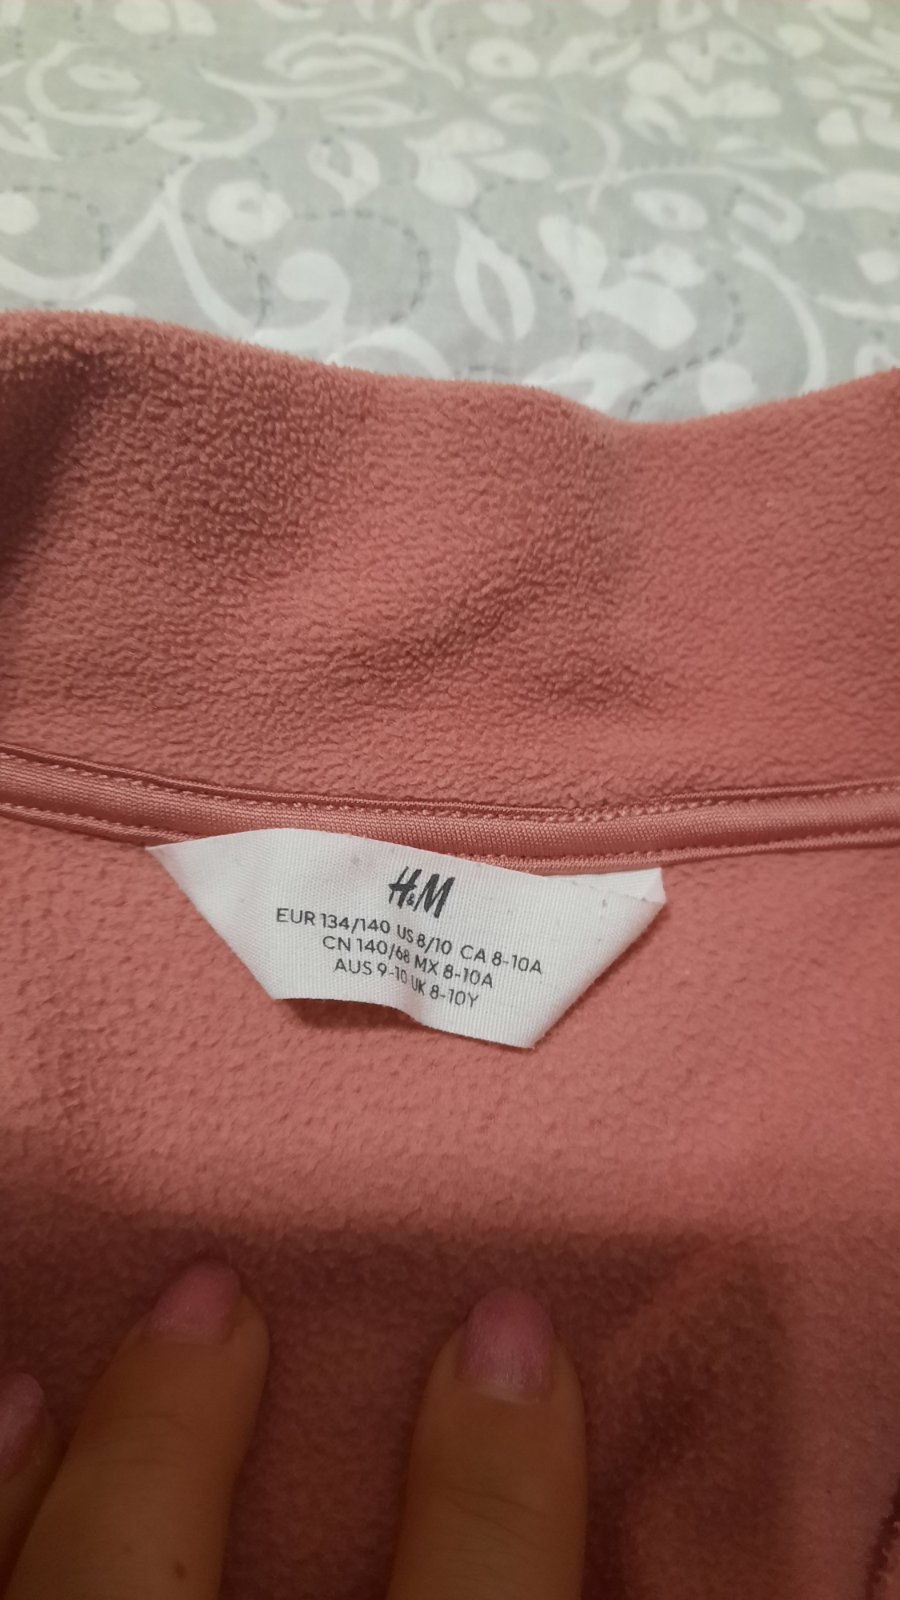 H&M
EUR 134/140 US 8/10 CA 8-10A
CN 140/68 MX 8-10A
AUS 9-10 UK 8-10Y